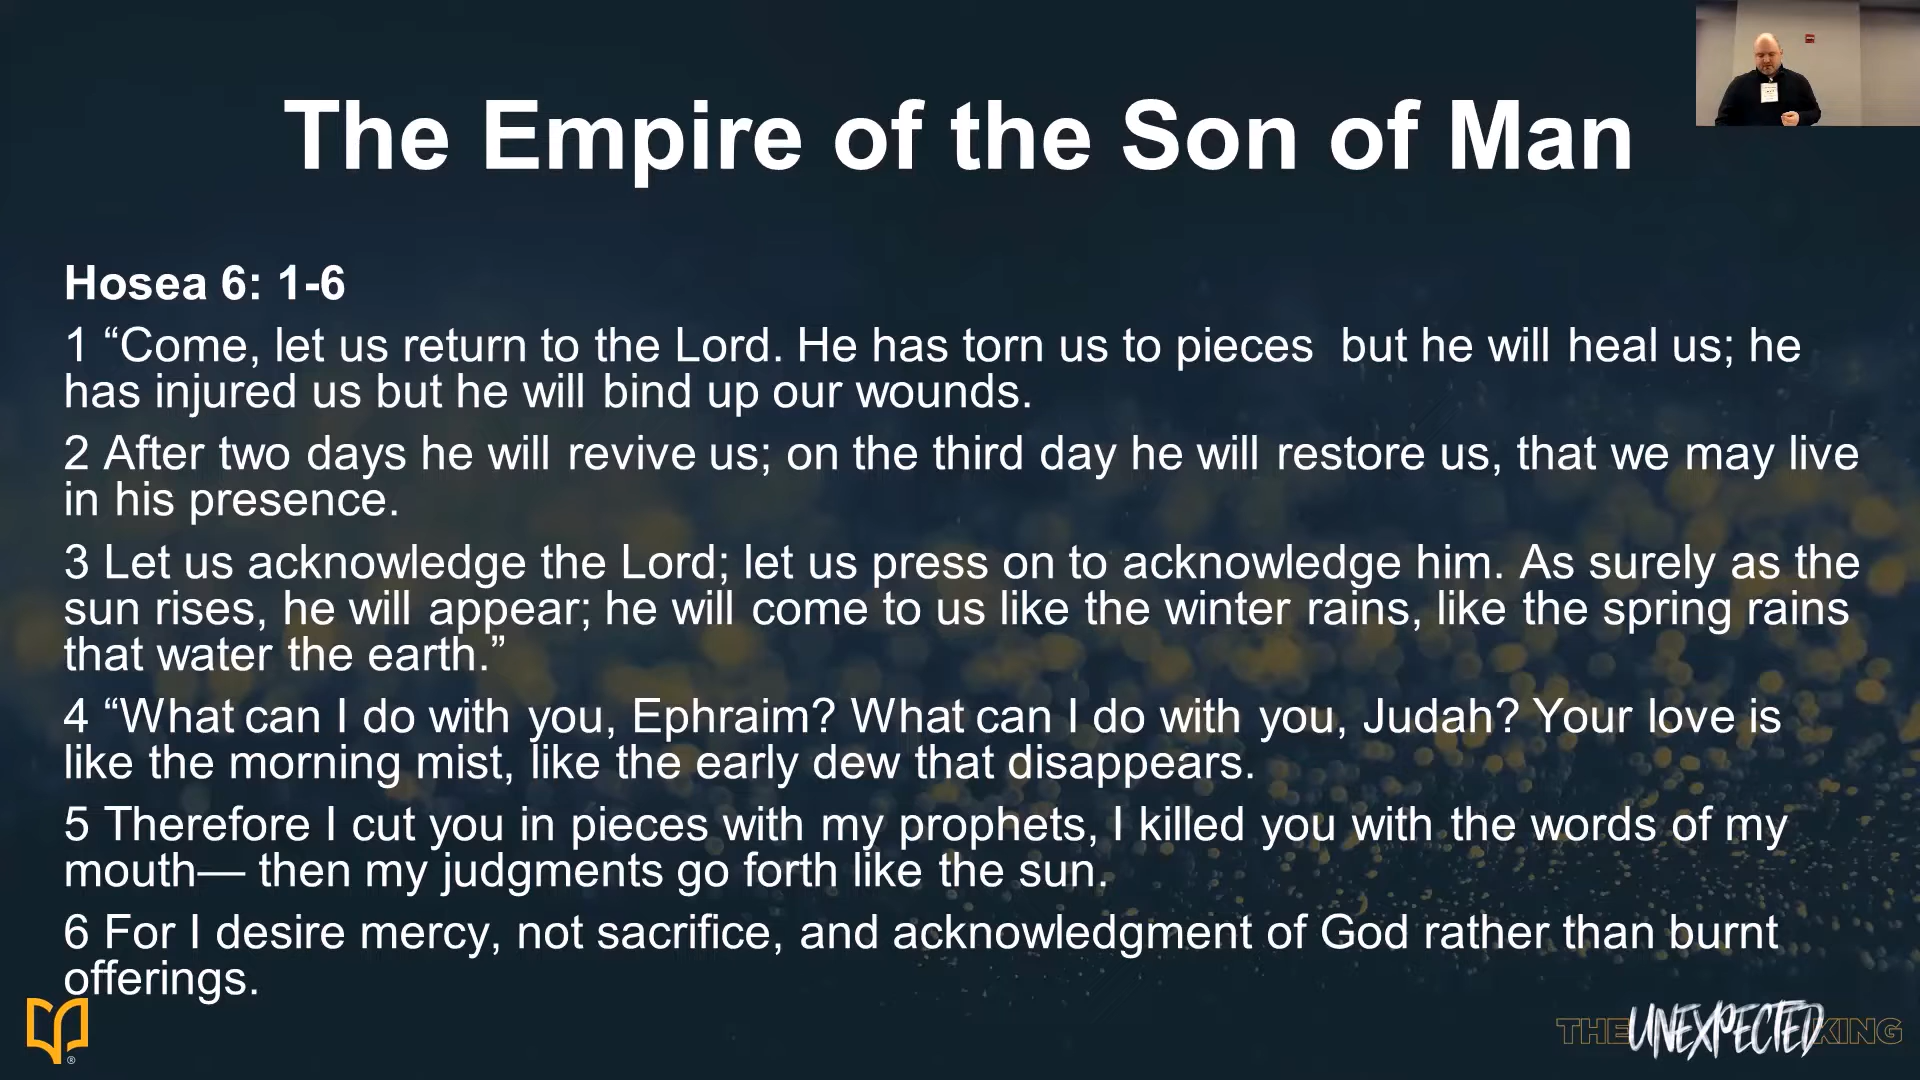 The Empire of the Son of Man
Hosea 6: 1-6
1 “Come, let us return to the Lord. He has torn us to pieces  but he will heal us; he
has injured us but he will bind up our wounds.
2 After two days he will revive us; on the third day he will restore us, that we may live
in his presence.
3 Let us acknowledge the Lord; let us press on to acknowledge him. As surely as the
sun rises, he will appear; he will come to us like the winter rains, like the spring rains
that water the earth.”
4 “What can I do with you, Ephraim? What can I do with you, Judah? Your love is
like the morning mist, like the early dew that disappears.
5 Therefore I cut you in pieces with my prophets, I killed you with the words of my
mouth— then my judgments go forth like the sun.
6 For I desire mercy, not sacrifice, and acknowledgment of God rather than burnt
offerings.
®
THE UNEXPECTED KING